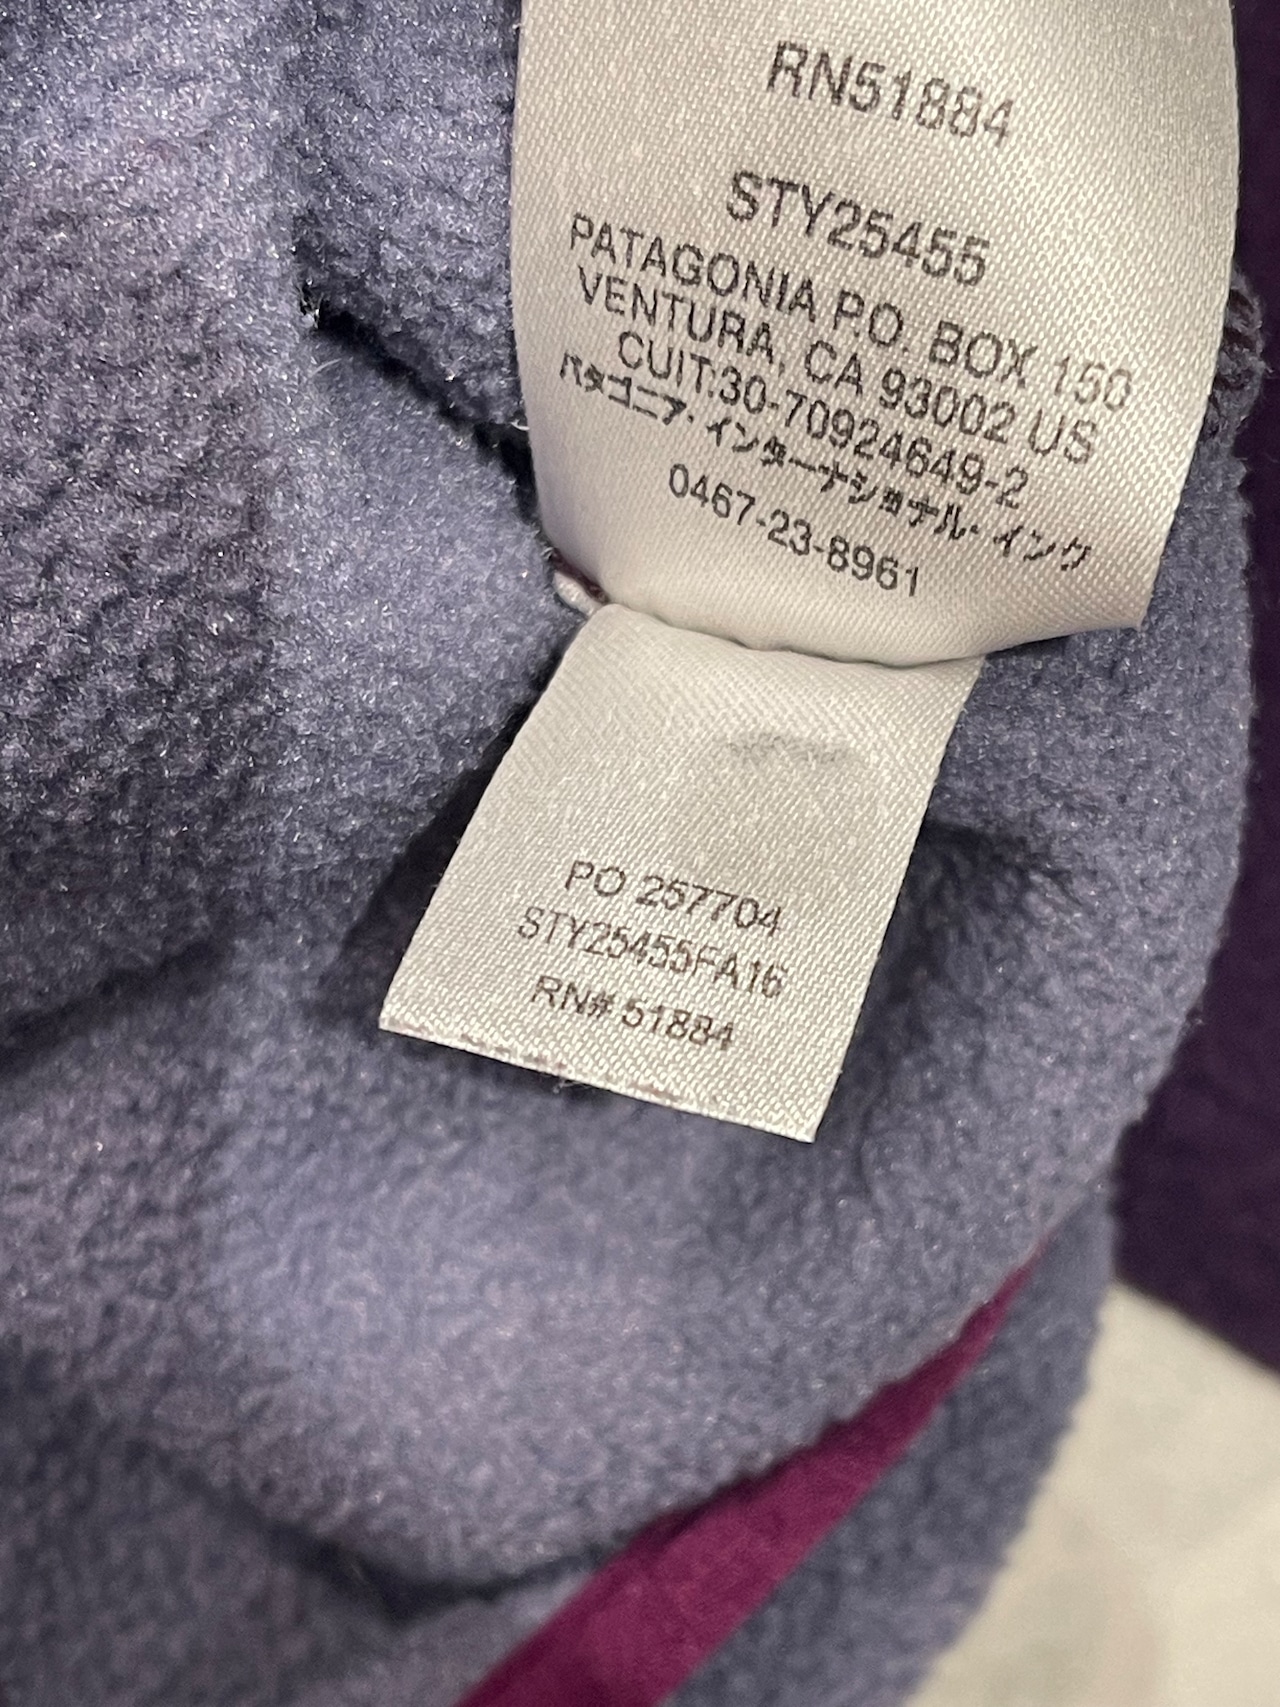 RN51884
STY25455
PATAGONIA P.O. BOX 150
VENTURA, CA 93002 US
CUIT:30-70924649-2
パタゴニア・インターナショナル・インク
0467-23-8961
PO 257704
STY25455FA16
RN# 51884